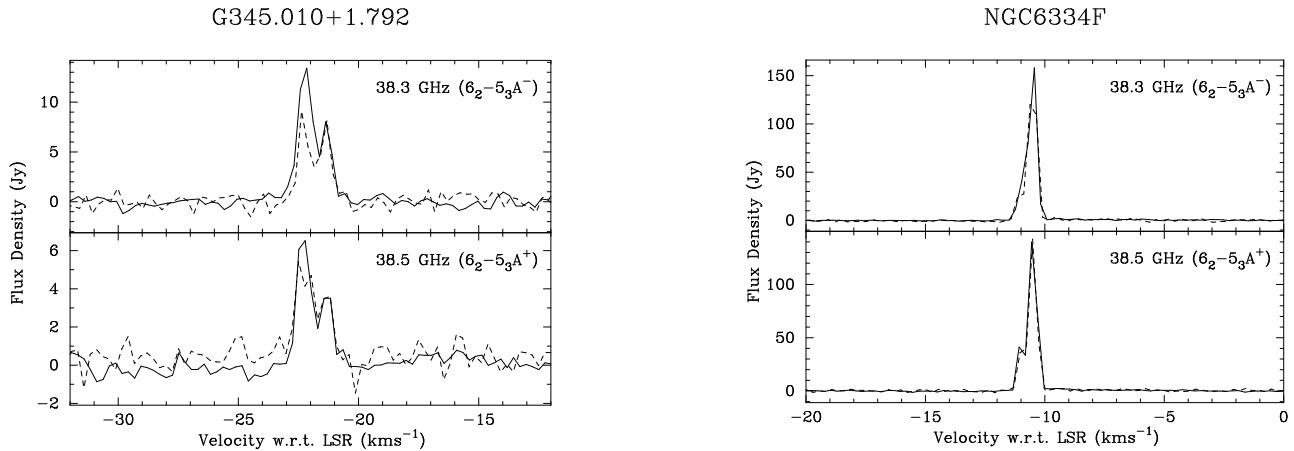 G345.010+1.792
NGC6334F
38.3 GHz (6₂−5₃A⁻)
10
5
0
38.5 GHz (6₂−5₃A⁺)
6
4
2
0
−2
Flux Density (Jy)
−30 −25 −20 −15
Velocity w.r.t. LSR (kms⁻¹)
38.3 GHz (6₂−5₃A⁻)
150
100
50
0
38.5 GHz (6₂−5₃A⁺)
100
50
0
Flux Density (Jy)
−20 −15 −10 −5 0
Velocity w.r.t. LSR (kms⁻¹)